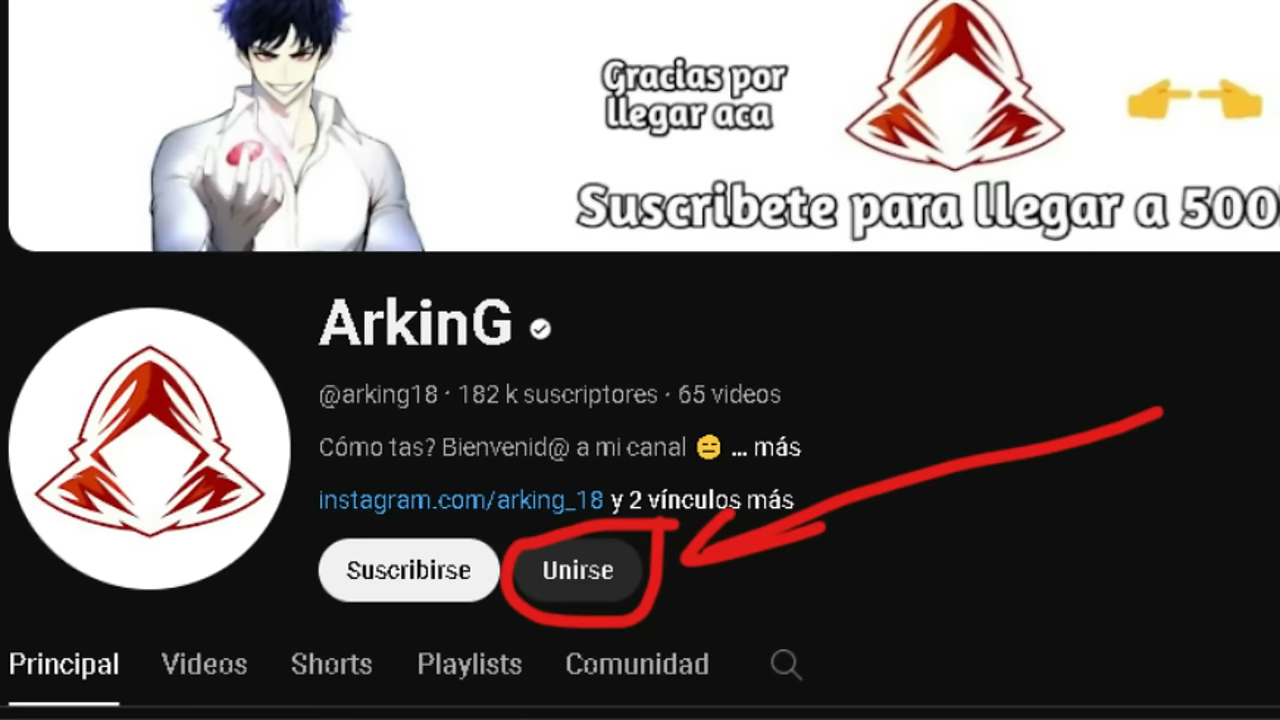 Gracias por
llegar aca
Suscribete para llegar a 500
ArkinG
@arking18 · 182 k suscriptores · 65 videos
Cómo tas? Bienvenid@ a mi canal 😑 ... más
instagram.com/arking_18 y 2 vínculos más
Suscribirse Unirse
Principal Videos Shorts Playlists Comunidad